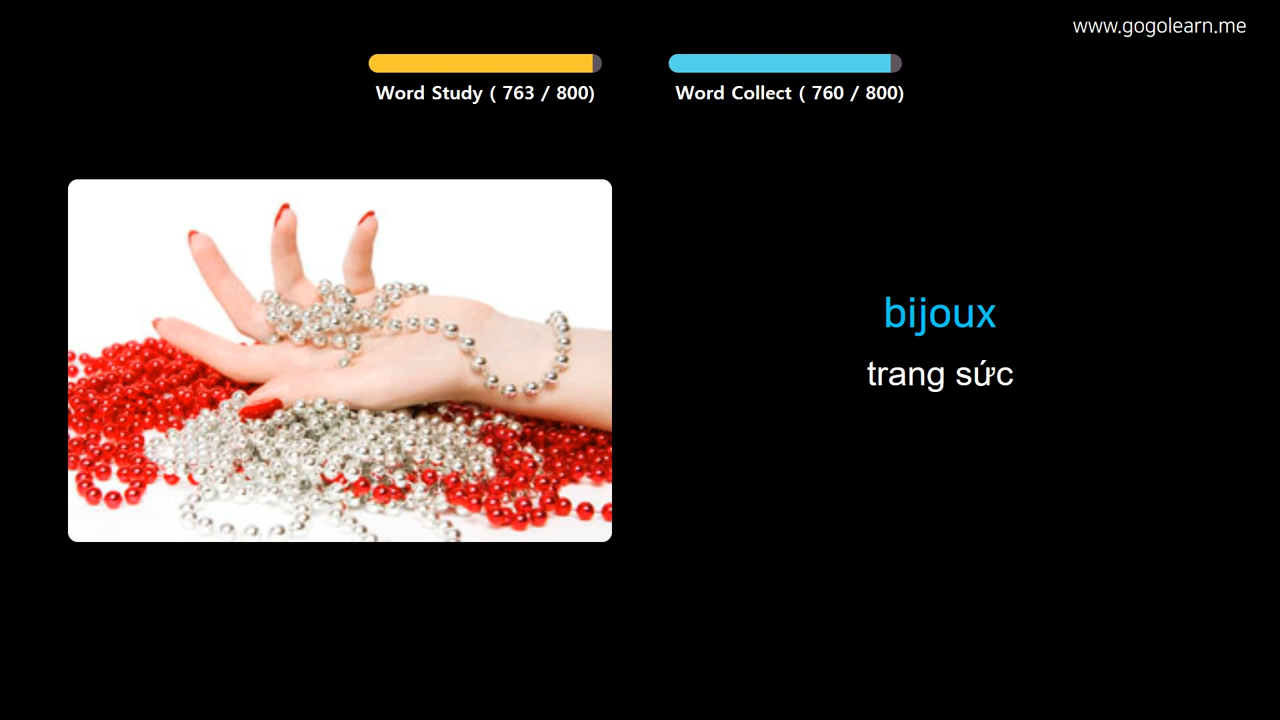 www.gogolearn.me
Word Study ( 763 / 800)
Word Collect ( 760 / 800)
bijoux
trang sức